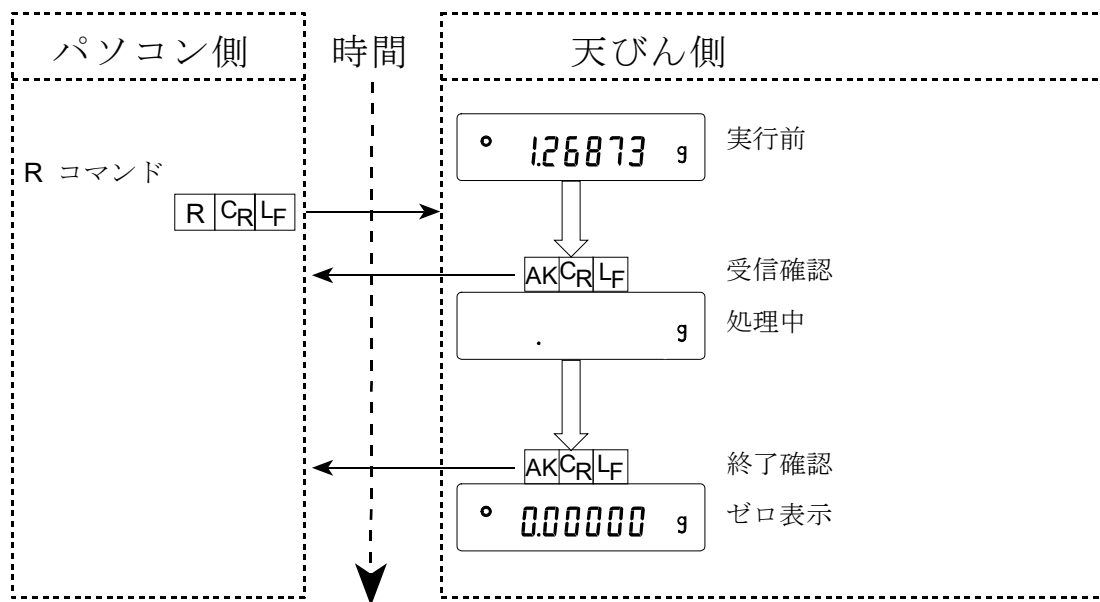 パソコン側 時間 天びん側
1.26873 g 実行前
R コマンド
R CR LF
AK CR LF 受信確認
. g 処理中
AK CR LF 終了確認
0.00000 g ゼロ表示